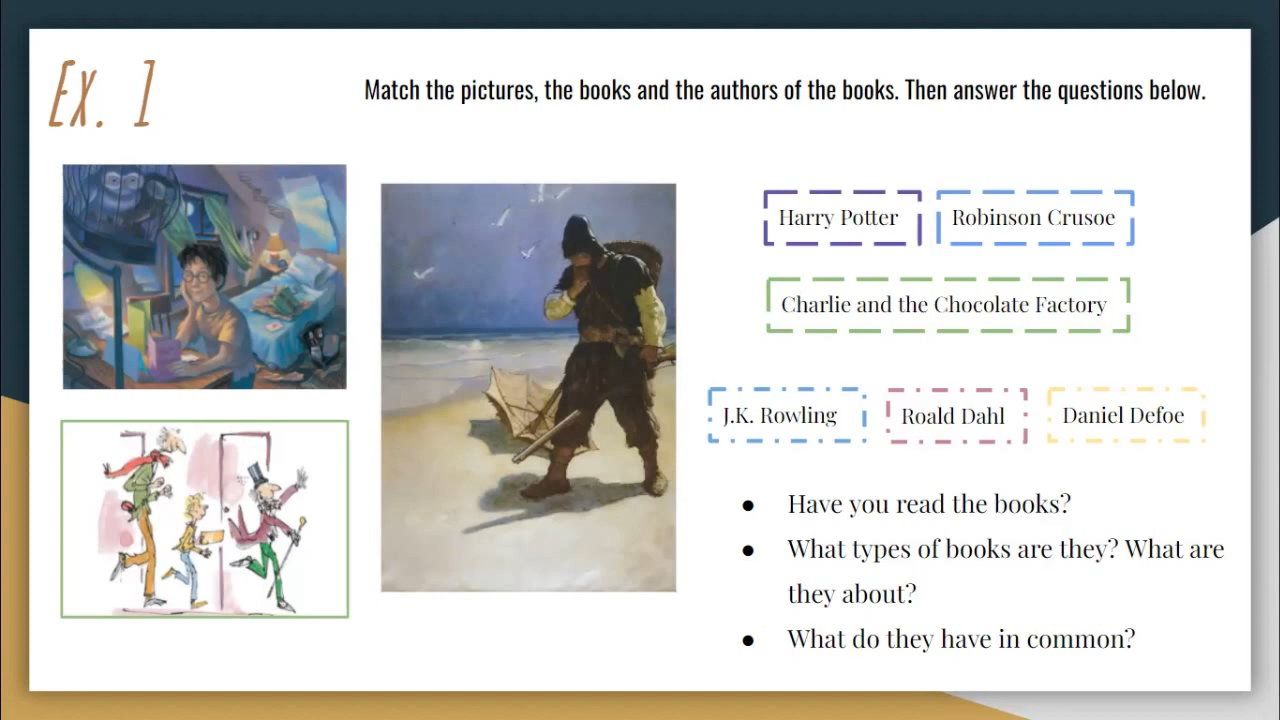 Ex. 1
Match the pictures, the books and the authors of the books. Then answer the questions below.
Harry Potter
Robinson Crusoe
Charlie and the Chocolate Factory
J.K. Rowling
Roald Dahl
Daniel Defoe
● Have you read the books?
● What types of books are they? What are
they about?
● What do they have in common?